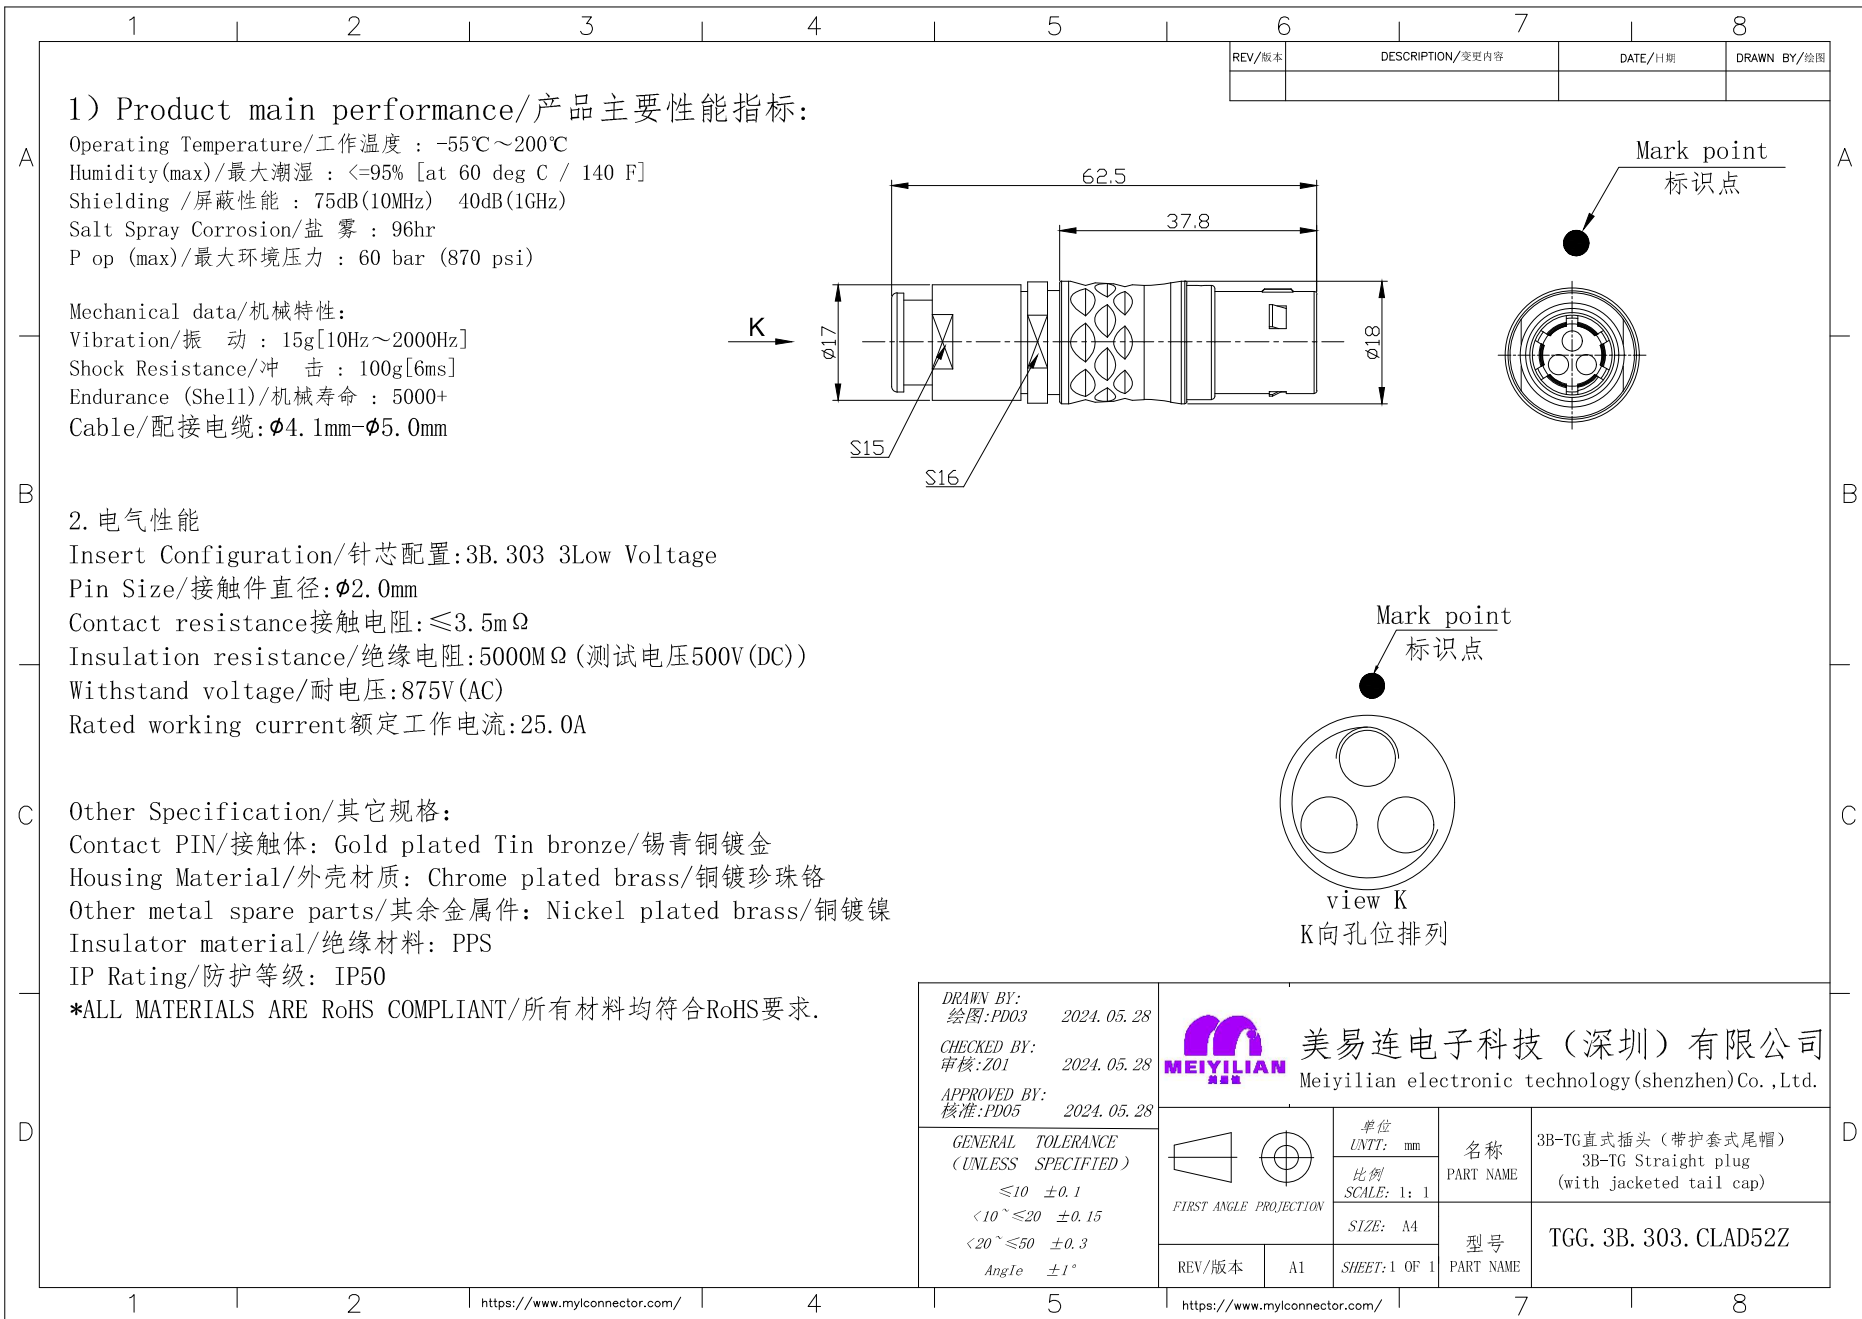 1 2 3 4 5 6 7 8
REV/版本 DESCRIPTION/变更内容 DATE/日期 DRAWN BY/绘图
1）Product main performance/产品主要性能指标:
Operating Temperature/工作温度 : -55℃～200℃
Humidity(max)/最大潮湿 : <=95% [at 60 deg C / 140 F]
Shielding /屏蔽性能 : 75dB(10MHz) 40dB(1GHz)
Salt Spray Corrosion/盐 雾 : 96hr
P op (max)/最大环境压力 : 60 bar (870 psi)
Mechanical data/机械特性:
Vibration/振 动 : 15g[10Hz～2000Hz]
Shock Resistance/冲 击 : 100g[6ms]
Endurance (Shell)/机械寿命 : 5000+
Cable/配接电缆:ϕ4.1mm-ϕ5.0mm
2.电气性能
Insert Configuration/针芯配置:3B.303 3Low Voltage
Pin Size/接触件直径:ϕ2.0mm
Contact resistance接触电阻:≤3.5mΩ
Insulation resistance/绝缘电阻:5000MΩ(测试电压500V(DC))
Withstand voltage/耐电压:875V(AC)
Rated working current额定工作电流:25.0A
Other Specification/其它规格:
Contact PIN/接触体: Gold plated Tin bronze/锡青铜镀金
Housing Material/外壳材质: Chrome plated brass/铜镀珍珠铬
Other metal spare parts/其余金属件: Nickel plated brass/铜镀镍
Insulator material/绝缘材料: PPS
IP Rating/防护等级: IP50
*ALL MATERIALS ARE RoHS COMPLIANT/所有材料均符合RoHS要求.
A
B
C
D
62.5
37.8
K
ϕ17
ϕ18
S15
S16
Mark point
标识点
Mark point
标识点
view K
K向孔位排列
A
B
C
D
DRAWN BY:
绘图:PD03 2024.05.28
CHECKED BY:
审核:Z01 2024.05.28
APPROVED BY:
核准:PD05 2024.05.28
GENERAL TOLERANCE
(UNLESS SPECIFIED)
≤10 ±0.1
<10~≤20 ±0.15
<20~≤50 ±0.3
Angle ±1°
MEIYILIAN
美易连
美易连电子科技（深圳）有限公司
Meiyilian electronic technology(shenzhen)Co.,Ltd.
FIRST ANGLE PROJECTION
REV/版本 A1
单位
UNTT: mm
比例
SCALE: 1: 1
SIZE: A4
SHEET:1 OF 1
名称
PART NAME
3B-TG直式插头（带护套式尾帽）
3B-TG Straight plug
(with jacketed tail cap)
型号
PART NAME
TGG.3B.303.CLAD52Z
1 2 https://www.mylconnector.com/ 4 5 https://www.mylconnector.com/ 7 8